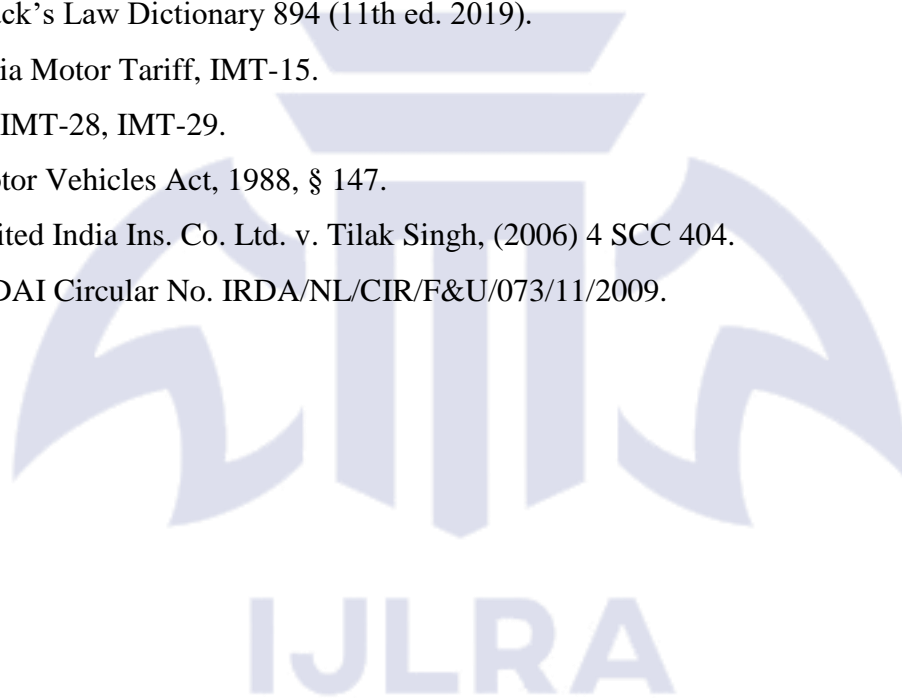 ck’s Law Dictionary 894 (11th ed. 2019).
ia Motor Tariff, IMT-15.
IMT-28, IMT-29.
tor Vehicles Act, 1988, § 147.
ited India Ins. Co. Ltd. v. Tilak Singh, (2006) 4 SCC 404.
DAI Circular No. IRDA/NL/CIR/F&U/073/11/2009.
IJLRA